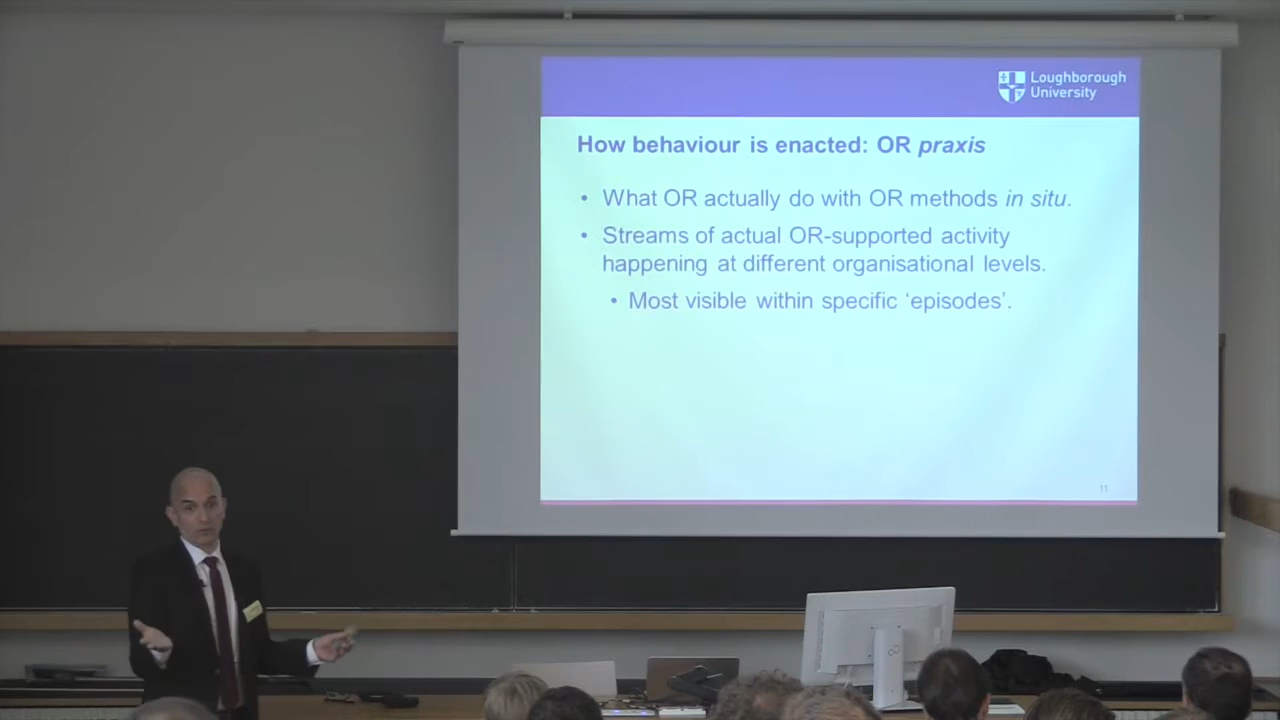 Loughborough
University
How behaviour is enacted: OR praxis
• What OR actually do with OR methods in situ.
• Streams of actual OR-supported activity
happening at different organisational levels.
• Most visible within specific ‘episodes’.
11